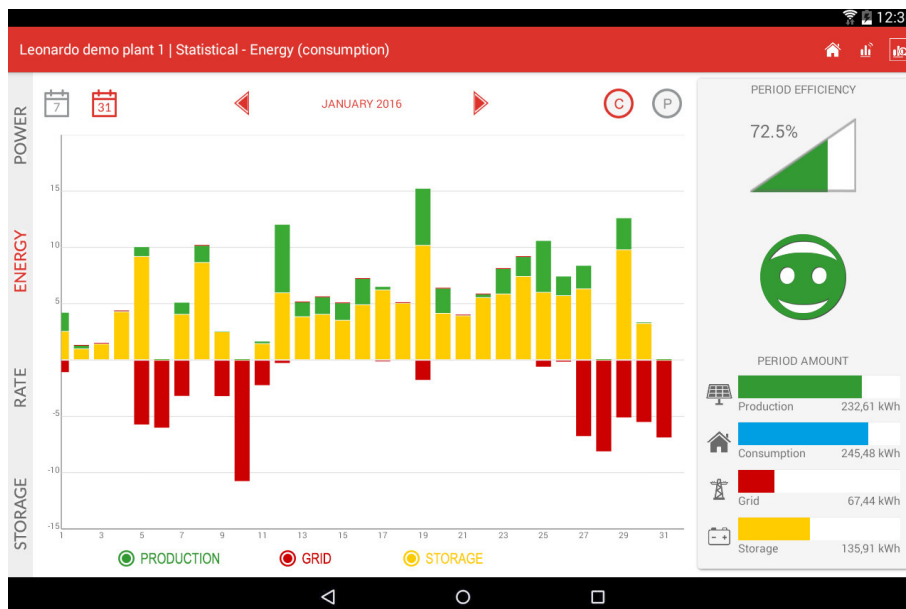 12:3
Leonardo demo plant 1 | Statistical - Energy (consumption)
POWER
ENERGY
RATE
STORAGE
7
31
JANUARY 2016
C
P
15
10
5
-5
-10
-15
1 3 5 7 9 11 13 15 17 19 21 23 25 27 29 31
PRODUCTION GRID STORAGE
PERIOD EFFICIENCY
72.5%
PERIOD AMOUNT
Production 232,61 kWh
Consumption 245,48 kWh
Grid 67,44 kWh
Storage 135,91 kWh